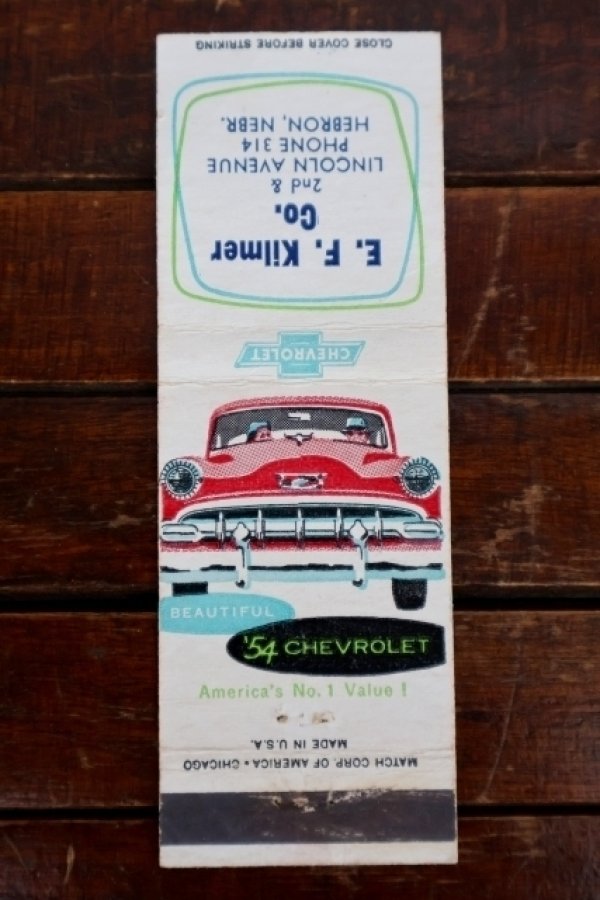 CLOSE COVER BEFORE STRIKING
E. F. Kilmer
Co.
2nd &
LINCOLN AVENUE
PHONE 314
HEBRON, NEBR.
CHEVROLET
BEAUTIFUL
'54 CHEVROLET
America's No. 1 Value !
MATCH CORP. OF AMERICA • CHICAGO
MADE IN U.S.A.